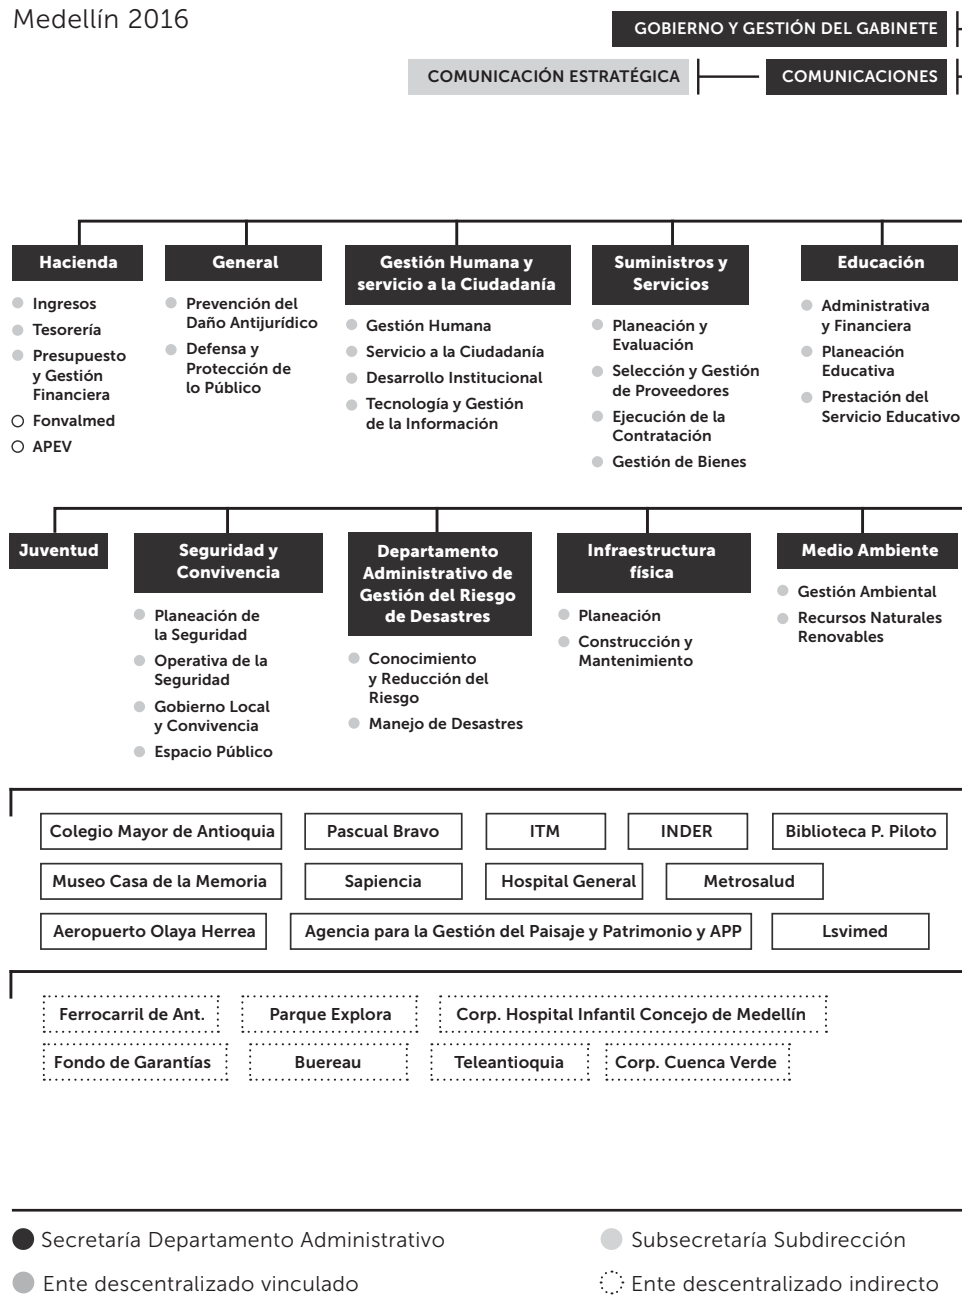 Medellín 2016
GOBIERNO Y GESTIÓN DEL GABINETE
COMUNICACIÓN ESTRATÉGICA
COMUNICACIONES
Hacienda
Ingresos
Tesorería
Presupuesto
y Gestión
Financiera
Fonvalmed
APEV
General
Prevención del
Daño Antijurídico
Defensa y
Protección de
lo Público
Gestión Humana y
servicio a la Ciudadanía
Gestión Humana
Servicio a la Ciudadanía
Desarrollo Institucional
Tecnología y Gestión
de la Información
Suministros y
Servicios
Planeación y
Evaluación
Selección y Gestión
de Proveedores
Ejecución de la
Contratación
Gestión de Bienes
Educación
Administrativa
y Financiera
Planeación
Educativa
Prestación del
Servicio Educativo
Juventud
Seguridad y
Convivencia
Planeación de
la Seguridad
Operativa de la
Seguridad
Gobierno Local
y Convivencia
Espacio Público
Departamento
Administrativo de
Gestión del Riesgo
de Desastres
Conocimiento
y Reducción del
Riesgo
Manejo de Desastres
Infraestructura
física
Planeación
Construcción y
Mantenimiento
Medio Ambiente
Gestión Ambiental
Recursos Naturales
Renovables
Colegio Mayor de Antioquia
Pascual Bravo
ITM
INDER
Biblioteca P. Piloto
Museo Casa de la Memoria
Sapiencia
Hospital General
Metrosalud
Aeropuerto Olaya Herrea
Agencia para la Gestión del Paisaje y Patrimonio y APP
Lsvimed
Ferrocarril de Ant.
Parque Explora
Corp. Hospital Infantil Concejo de Medellín
Fondo de Garantías
Buereau
Teleantioquia
Corp. Cuenca Verde
Secretaría Departamento Administrativo
Subsecretaría Subdirección
Ente descentralizado vinculado
Ente descentralizado indirecto